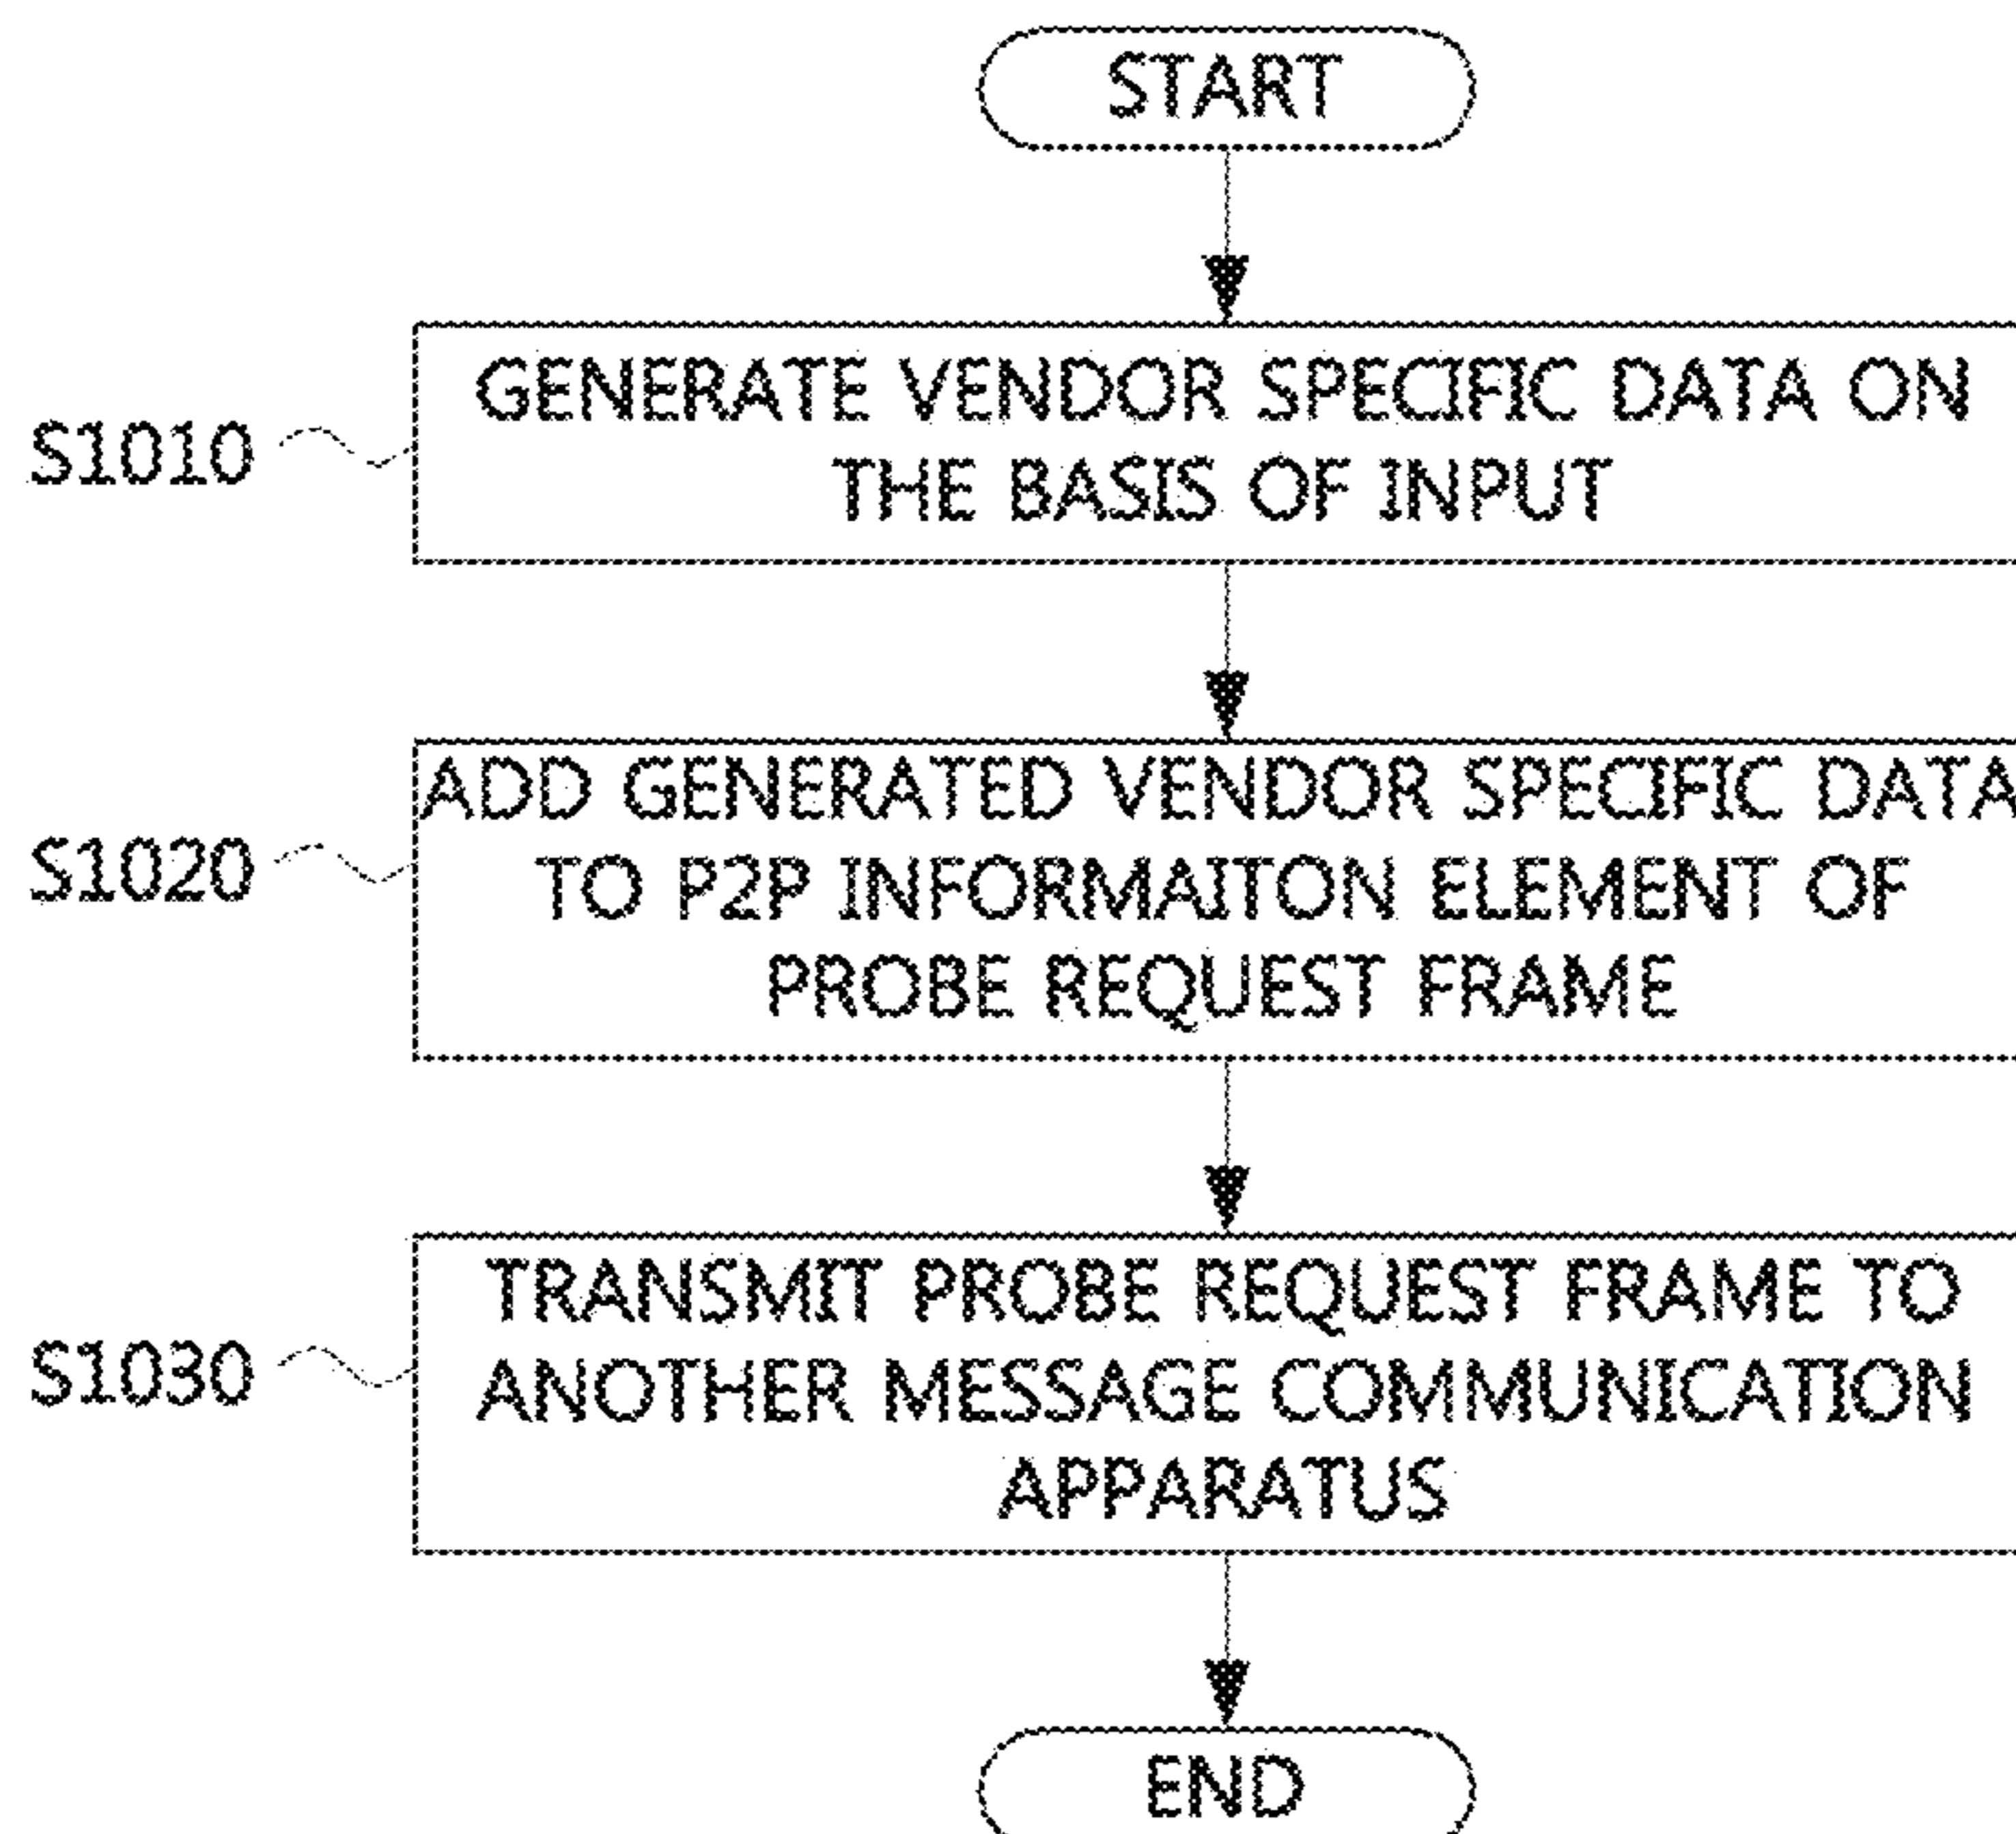 START
S1010
GENERATE VENDOR SPECIFIC DATA ON
THE BASIS OF INPUT
S1020
ADD GENERATED VENDOR SPECIFIC DATA
TO P2P INFORMAITON ELEMENT OF
PROBE REQUEST FRAME
S1030
TRANSMIT PROBE REQUEST FRAME TO
ANOTHER MESSAGE COMMUNICATION
APPARATUS
END